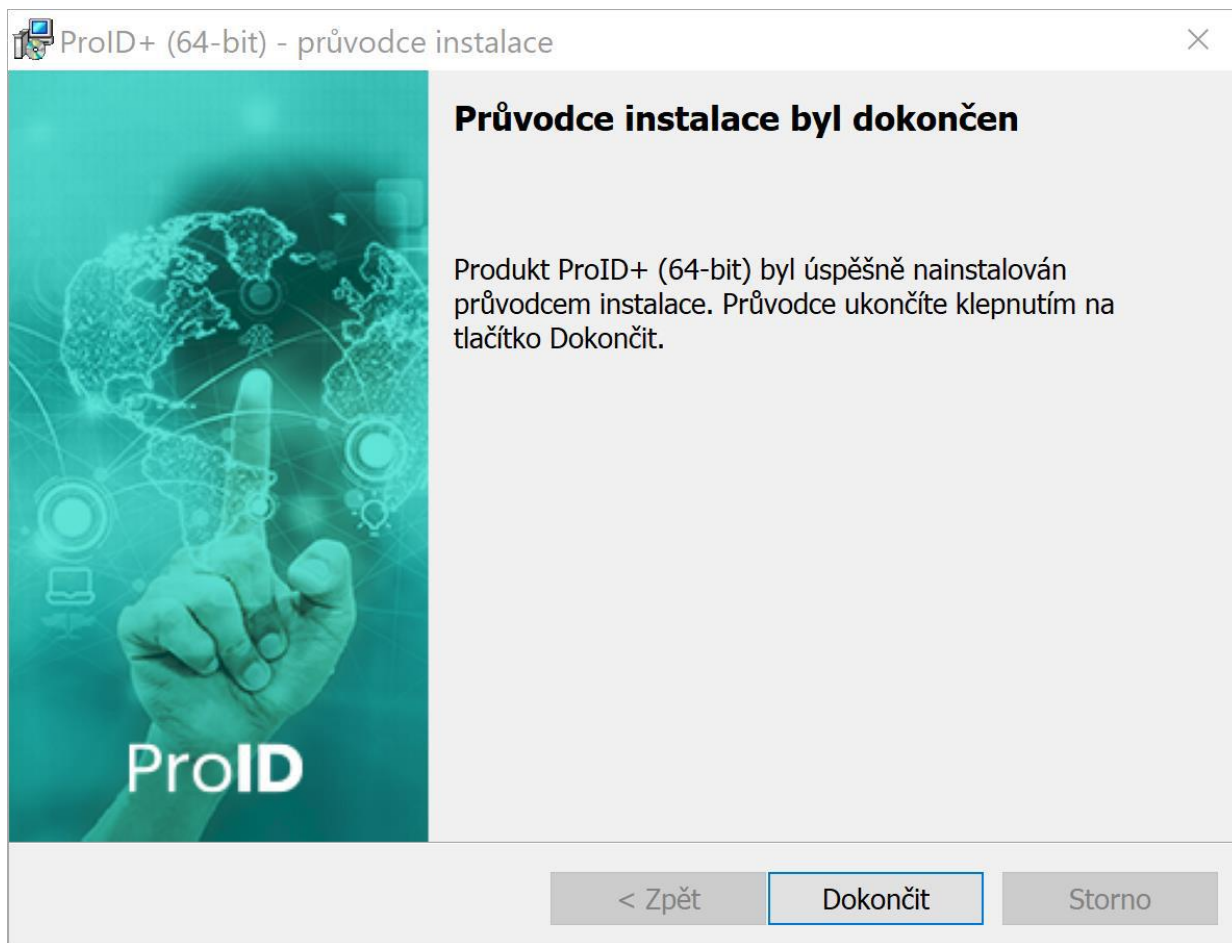 ProID+ (64-bit) - průvodce instalace
Průvodce instalace byl dokončen
Produkt ProID+ (64-bit) byl úspěšně nainstalován
průvodcem instalace. Průvodce ukončíte klepnutím na
tlačítko Dokončit.
ProID
< Zpět
Dokončit
Storno